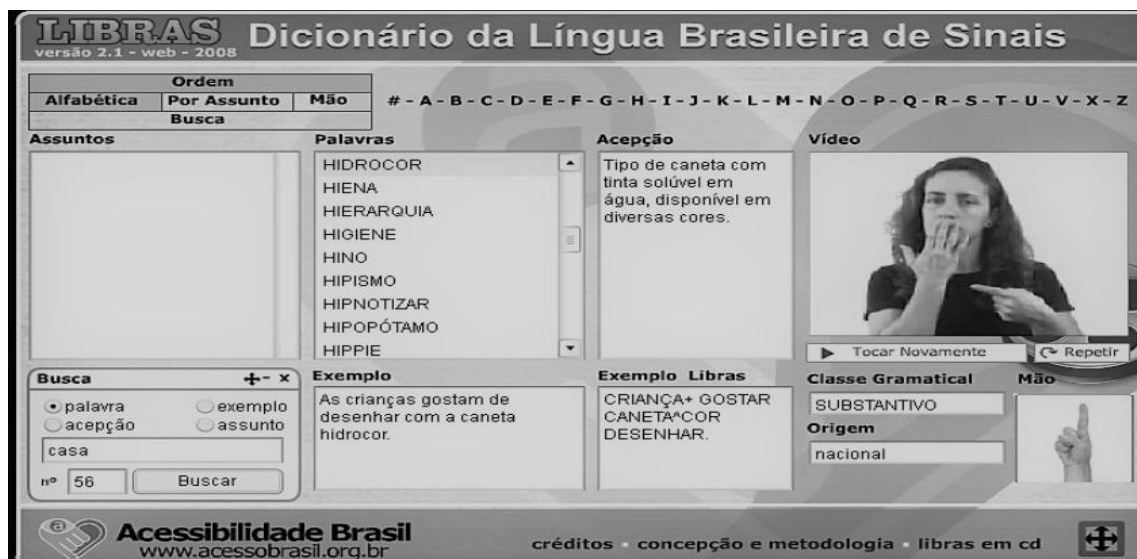 LIBRAS
versão 2.1 - web - 2008
Dicionário da Língua Brasileira de Sinais
Ordem
Alfabética Por Assunto Mão
Busca
# - A - B - C - D - E - F - G - H - I - J - K - L - M - N - O - P - Q - R - S - T - U - V - X - Z
Assuntos
Palavras
HIDROCOR
HIENA
HIERARQUIA
HIGIENE
HINO
HIPISMO
HIPNOTIZAR
HIPOPÓTAMO
HIPPIE
Acepção
Tipo de caneta com
tinta solúvel em
água, disponível em
diversas cores.
Vídeo
Tocar Novamente
Repetir
Busca
palavra exemplo
acepção assunto
casa
nº 56 Buscar
Exemplo
As crianças gostam de
desenhar com a caneta
hidrocor.
Exemplo Libras
CRIANÇA+ GOSTAR
CANETA^COR
DESENHAR.
Classe Gramatical
SUBSTANTIVO
Origem
nacional
Mão
Acessibilidade Brasil
www.acessobrasil.org.br
créditos - concepção e metodologia - libras em cd